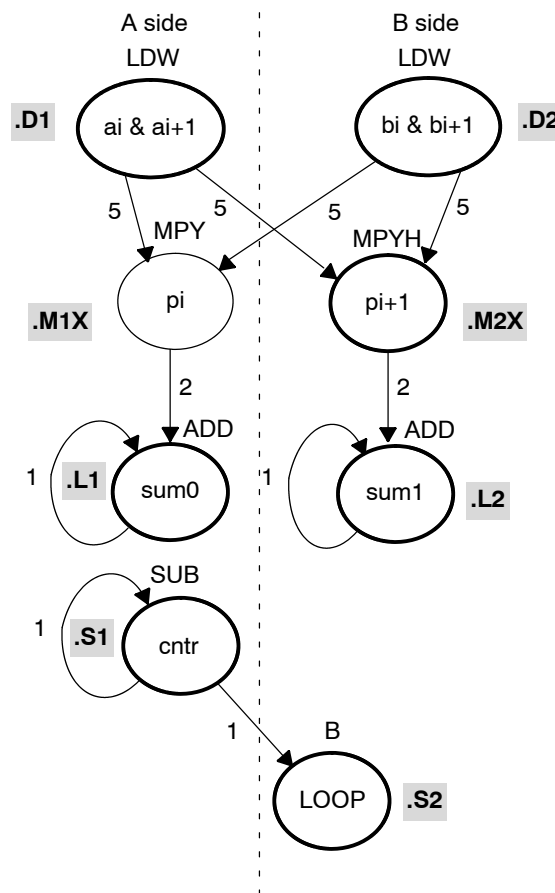 A side
B side
LDW
LDW
.D1
ai & ai+1
bi & bi+1
.D2
5
5
5
5
MPY
MPYH
pi
pi+1
.M1X
.M2X
2
2
ADD
ADD
1
.L1
sum0
1
sum1
.L2
SUB
1
.S1
cntr
1
B
LOOP
.S2